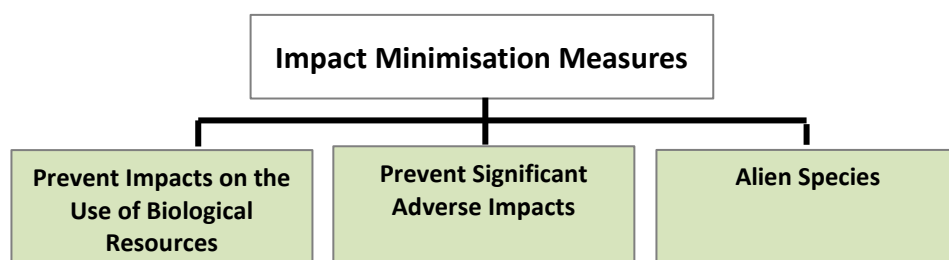 Impact Minimisation Measures
Prevent Impacts on the
Use of Biological
Resources
Prevent Significant
Adverse Impacts
Alien Species